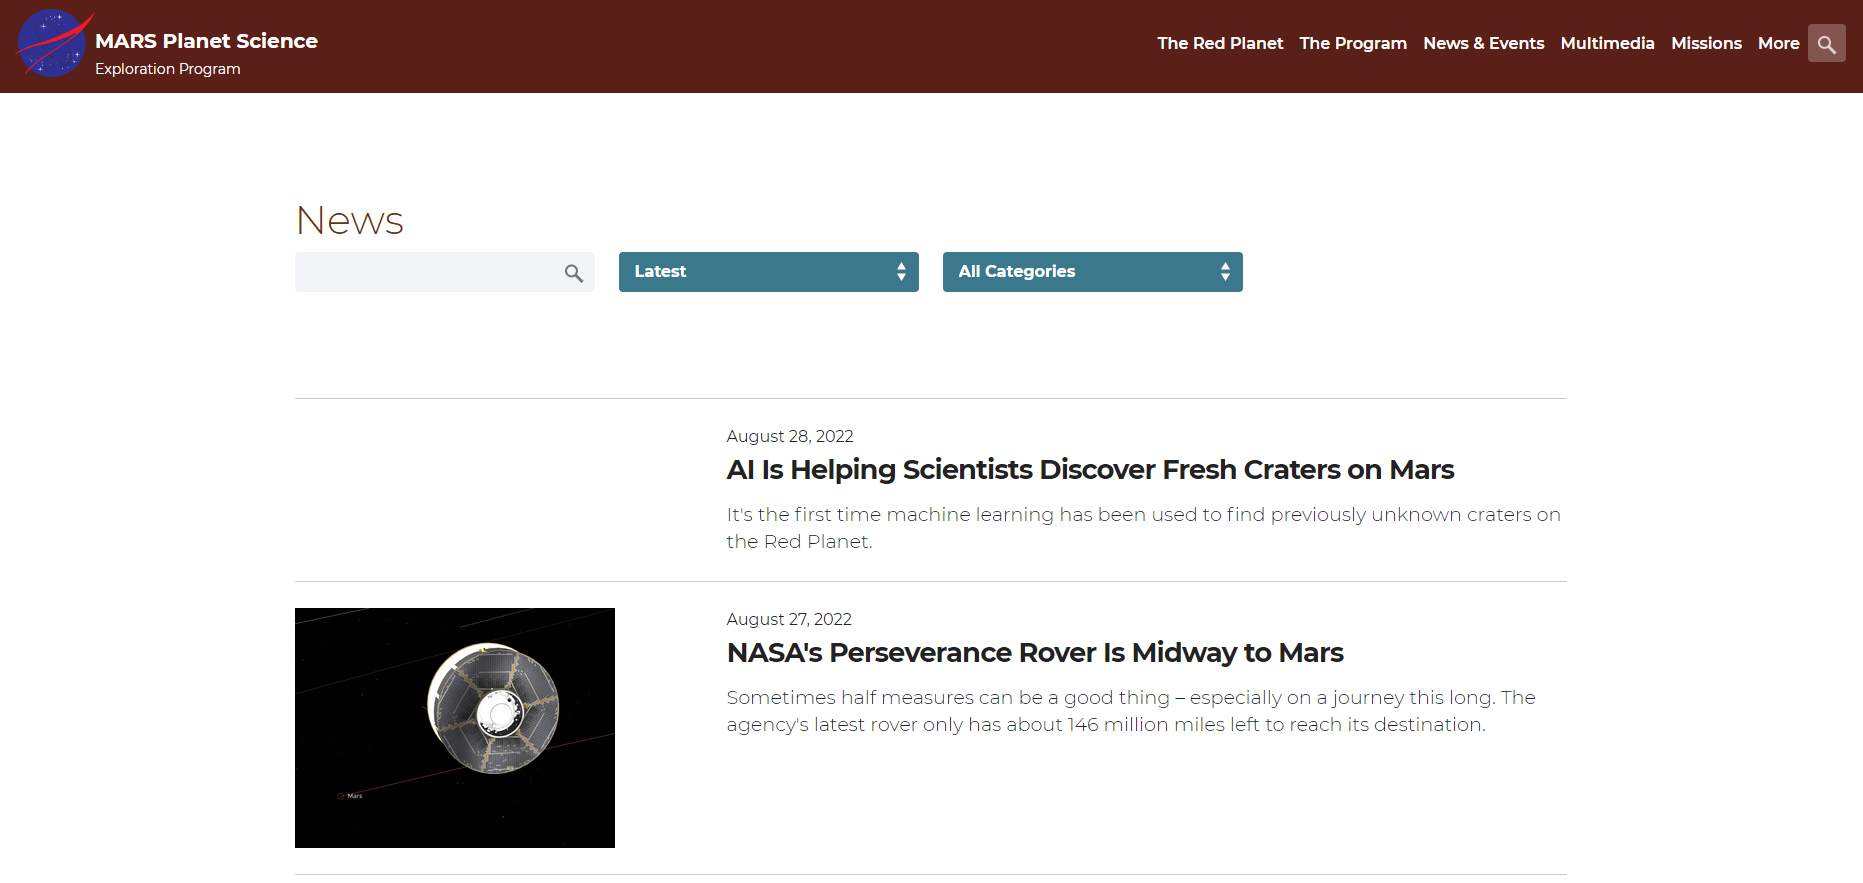 MARS Planet Science
Exploration Program
The Red Planet The Program News & Events Multimedia Missions More
News
Latest
All Categories
August 28, 2022
AI Is Helping Scientists Discover Fresh Craters on Mars
It's the first time machine learning has been used to find previously unknown craters on
the Red Planet.
August 27, 2022
NASA's Perseverance Rover Is Midway to Mars
Sometimes half measures can be a good thing – especially on a journey this long. The
agency's latest rover only has about 146 million miles left to reach its destination.
Mars